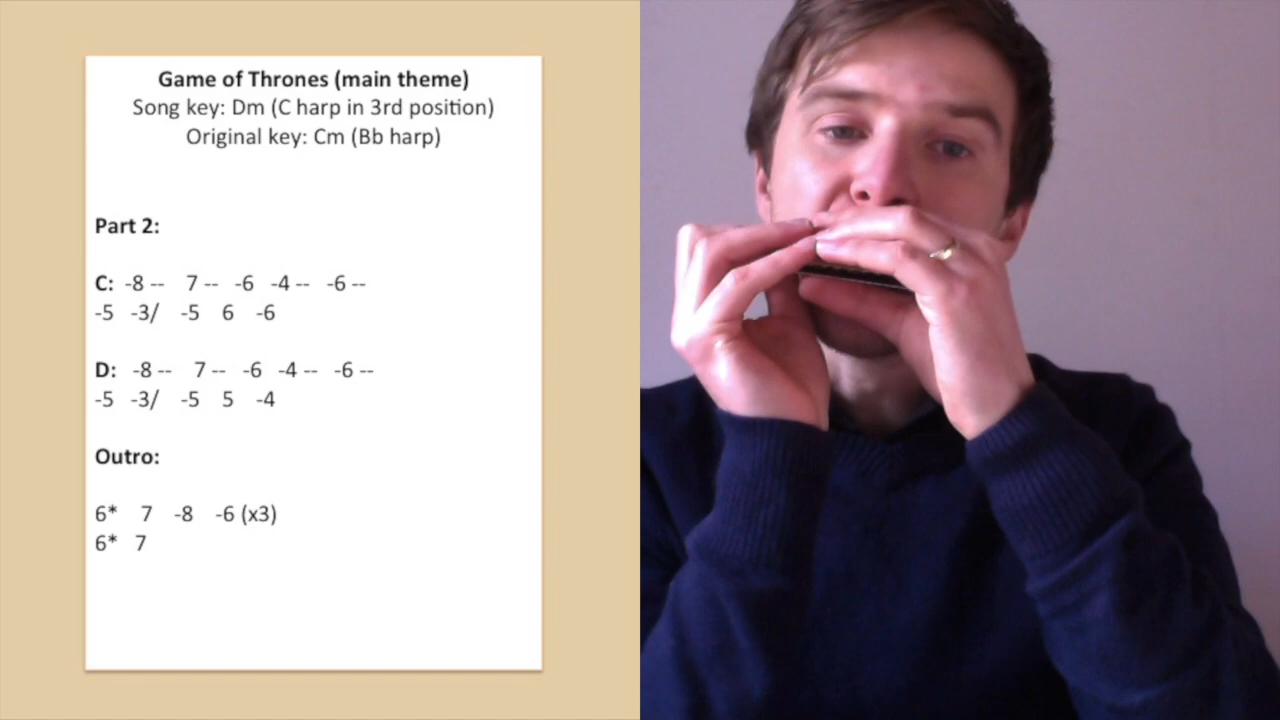 Game of Thrones (main theme)
Song key: Dm (C harp in 3rd position)
Original key: Cm (Bb harp)
Part 2:
C: -8 -- 7 -- -6 -4 -- -6 --
-5 -3/ -5 6 -6
D: -8 -- 7 -- -6 -4 -- -6 --
-5 -3/ -5 5 -4
Outro:
6* 7 -8 -6 (x3)
6* 7